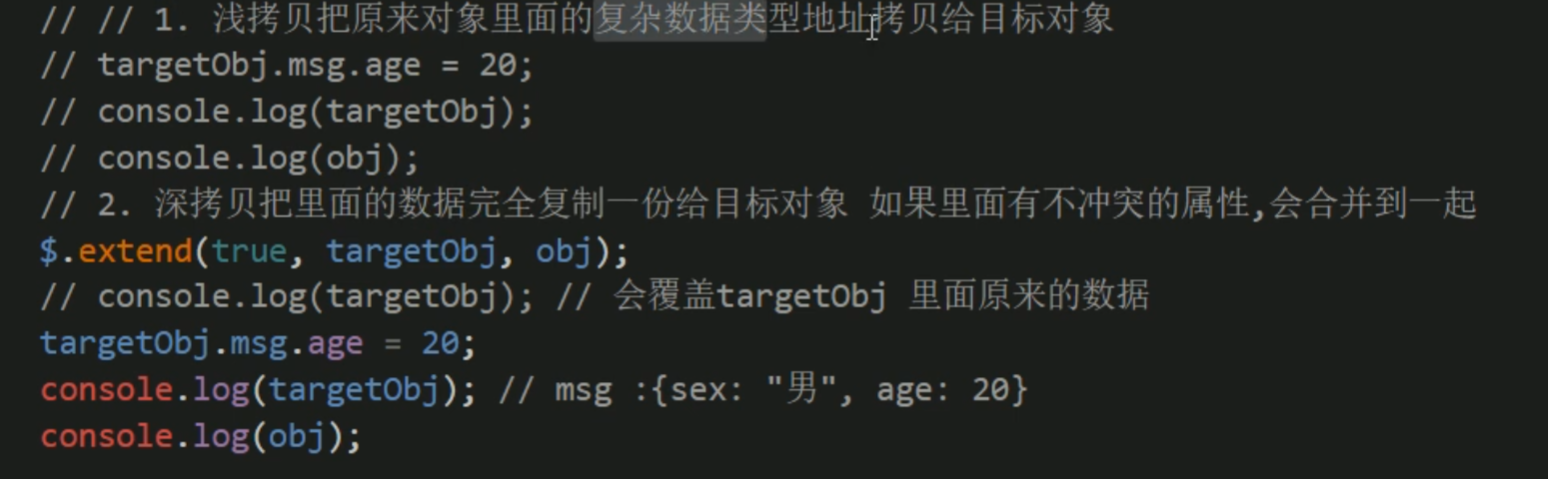 // // 1. 浅拷贝把原来对象里面的复杂数据类型地址拷贝给目标对象
// targetObj.msg.age = 20;
// console.log(targetObj);
// console.log(obj);
// 2. 深拷贝把里面的数据完全复制一份给目标对象 如果里面有不冲突的属性,会合并到一起
$.extend(true, targetObj, obj);
// console.log(targetObj); // 会覆盖targetObj 里面原来的数据
targetObj.msg.age = 20;
console.log(targetObj); // msg :{sex: "男", age: 20}
console.log(obj);